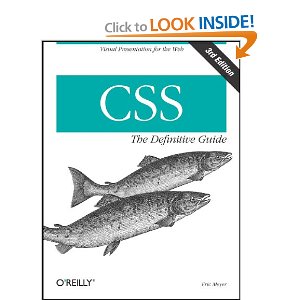 Click to LOOK INSIDE!
Visual Presentation for the Web
3rd Edition
CSS
The Definitive Guide
O'REILLY®
Eric Meyer